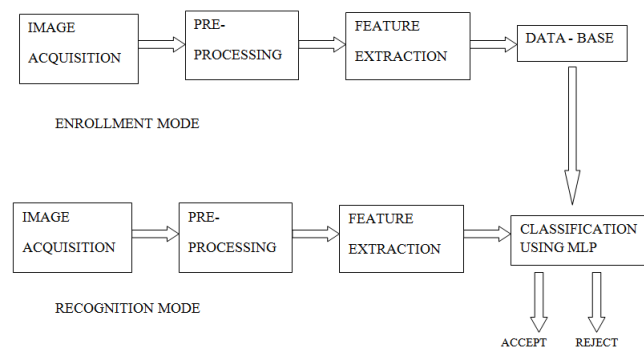 IMAGE
ACQUISITION
PRE-
PROCESSING
FEATURE
EXTRACTION
DATA - BASE
ENROLLMENT MODE
IMAGE
ACQUISITION
PRE-
PROCESSING
FEATURE
EXTRACTION
CLASSIFICATION
USING MLP
RECOGNITION MODE
ACCEPT
REJECT